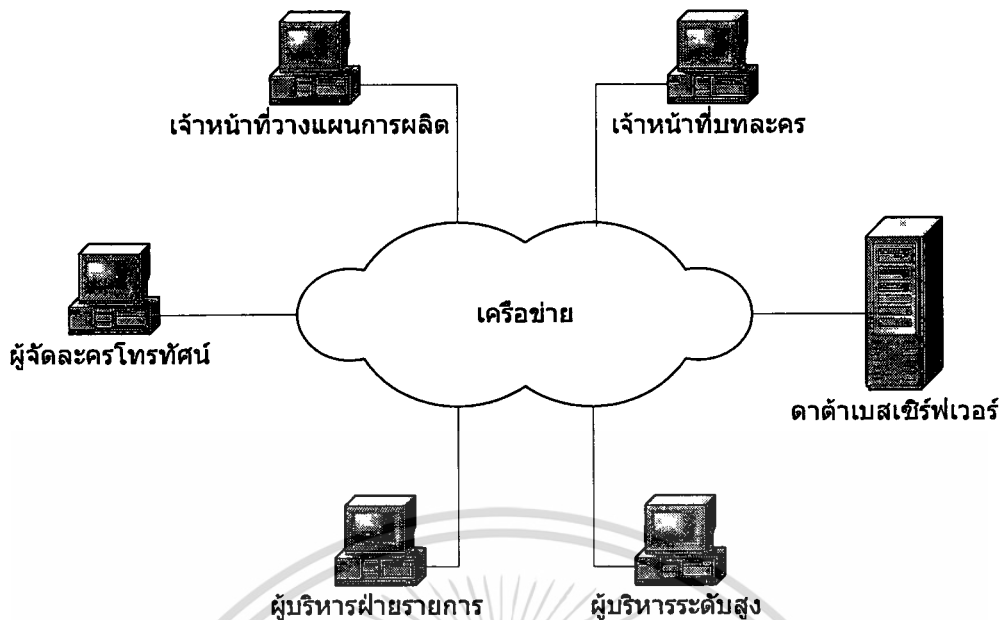 เจ้าหน้าที่วางแผนการผลิต
เจ้าหน้าที่บทละคร
ผู้จัดละครโทรทัศน์
เครือข่าย
ดาต้าเบสเซิร์ฟเวอร์
ผู้บริหารฝ่ายรายการ
ผู้บริหารระดับสูง